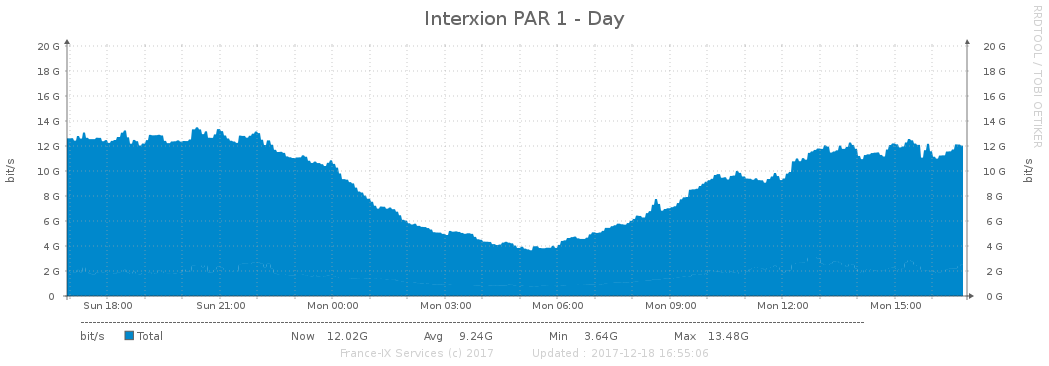 Interxion PAR 1 - Day
RRDTOOL / TOBI OETIKER
bit/s
20 G
18 G
16 G
14 G
12 G
10 G
8 G
6 G
4 G
2 G
0
20 G
18 G
16 G
14 G
12 G
10 G
8 G
6 G
4 G
2 G
0 G
bit/s
Sun 18:00 Sun 21:00 Mon 00:00 Mon 03:00 Mon 06:00 Mon 09:00 Mon 12:00 Mon 15:00
bit/s Total Now 12.02G Avg 9.24G Min 3.64G Max 13.48G
France-IX Services (c) 2017 Updated : 2017-12-18 16:55:06